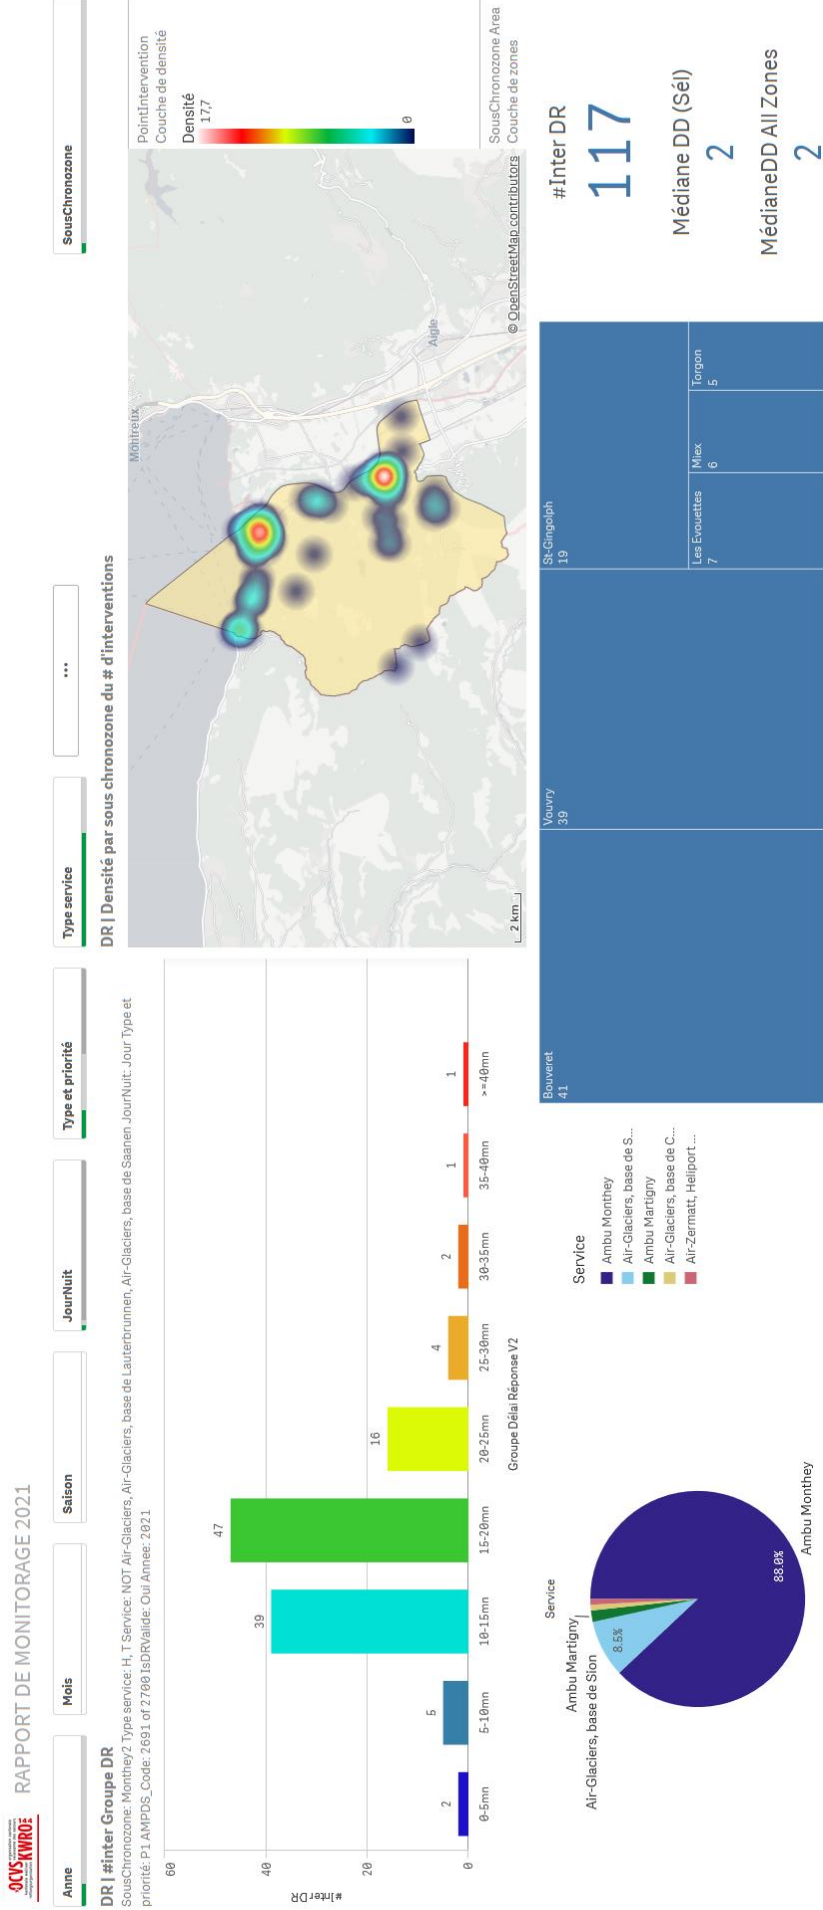 OCVS
KWRO
RAPPORT DE MONITORAGE 2021
Anne
Mois
Saison
JourNuit
Type et priorité
Type service
...
SousChronozone
DR | #inter Groupe DR
SousChronozone: Monthey2 Type service: H, T Service: NOT Air-Glaciers, Air-Glaciers, base de Lauterbrunnen, Air-Glaciers, base de Saanen JourNuit: Jour Type et
priorité: P1 AMPDS_Code: 2691 of 2700 IsDRValide: Oui Annee: 2021
# Inter DR
60
40
20
0
2
5
39
47
16
4
2
1
1
0-5mn
5-10mn
10-15mn
15-20mn
20-25mn
25-30mn
30-35mn
35-40mn
>=40mn
Groupe Délai Réponse V2
DR | Densité par sous chronozone du # d'interventions
Montreux
Aigle
2 km
© OpenStreetMap contributors
PointIntervention
Couche de densité
Densité
17,7
0
SousChronozone Area
Couche de zones
Service
Ambu Martigny
Air-Glaciers, base de Sion
8.5%
88.0%
Ambu Monthey
Service
Ambu Monthey
Air-Glaciers, base de S...
Ambu Martigny
Air-Glaciers, base de C...
Air-Zermatt, Heliport ...
Bouveret
41
Vouvry
39
St-Gingolph
19
Les Evouettes
7
Miex
6
Torgon
5
#Inter DR
117
Médiane DD (Sél)
2
MédianeDD All Zones
2